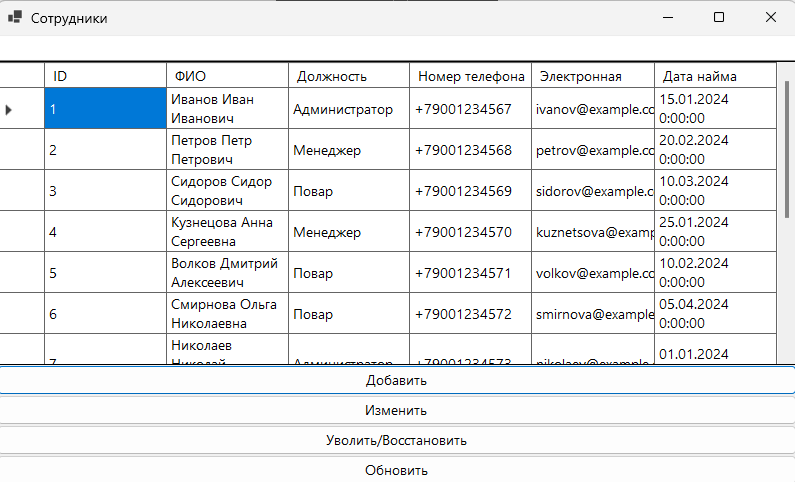 Сотрудники
ID ФИО Должность Номер телефона Электронная Дата найма
1 Иванов Иван Иванович Администратор +79001234567 ivanov@example.co 15.01.2024 0:00:00
2 Петров Петр Петрович Менеджер +79001234568 petrov@example.co 20.02.2024 0:00:00
3 Сидоров Сидор Сидорович Повар +79001234569 sidorov@example.c 10.03.2024 0:00:00
4 Кузнецова Анна Сергеевна Менеджер +79001234570 kuznetsova@examp 25.01.2024 0:00:00
5 Волков Дмитрий Алексеевич Повар +79001234571 volkov@example.co 10.02.2024 0:00:00
6 Смирнова Ольга Николаевна Повар +79001234572 smirnova@example 05.04.2024 0:00:00
7 Николаев Николай Администратор +79001234573 nikolaev@example.c 01.01.2024
Добавить
Изменить
Уволить/Восстановить
Обновить